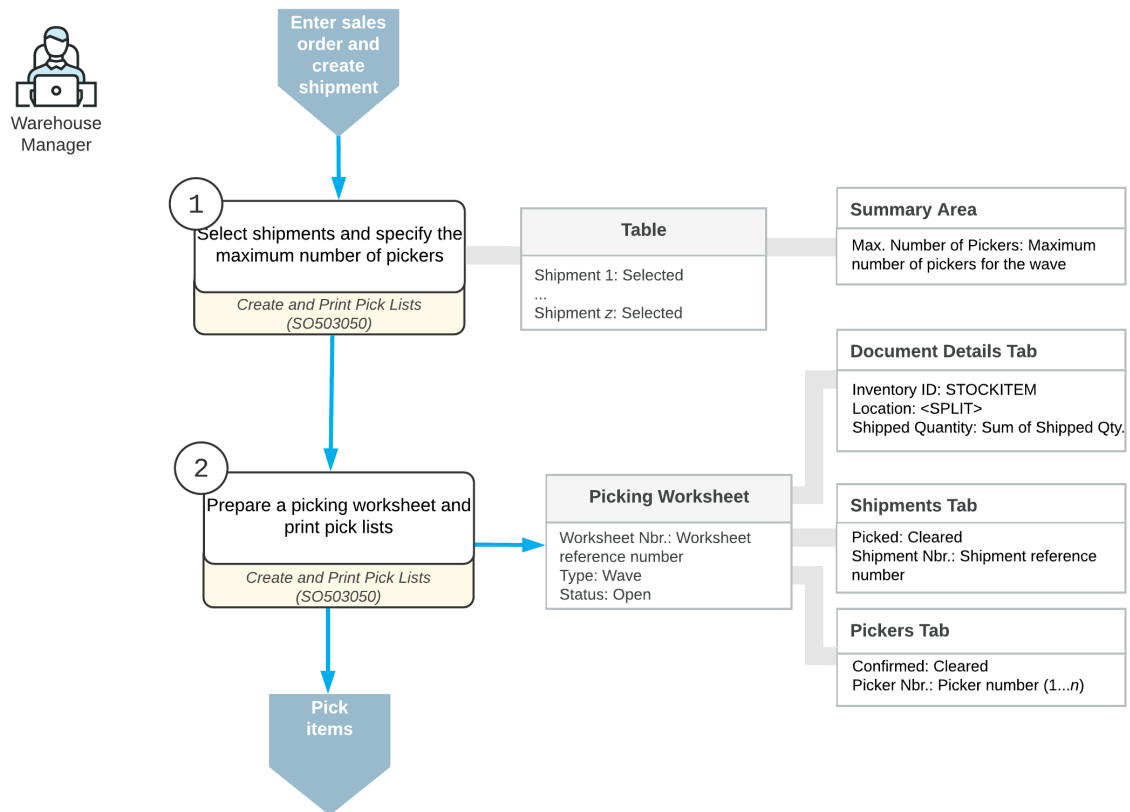 Enter sales
order and
create
shipment
Warehouse
Manager
1
Select shipments and specify the
maximum number of pickers
Create and Print Pick Lists
(SO503050)
Table
Shipment 1: Selected
...
Shipment z: Selected
Summary Area
Max. Number of Pickers: Maximum
number of pickers for the wave
2
Prepare a picking worksheet and
print pick lists
Create and Print Pick Lists
(SO503050)
Picking Worksheet
Worksheet Nbr.: Worksheet
reference number
Type: Wave
Status: Open
Document Details Tab
Inventory ID: STOCKITEM
Location: <SPLIT>
Shipped Quantity: Sum of Shipped Qty.
Shipments Tab
Picked: Cleared
Shipment Nbr.: Shipment reference
number
Pickers Tab
Confirmed: Cleared
Picker Nbr.: Picker number (1...n)
Pick
items